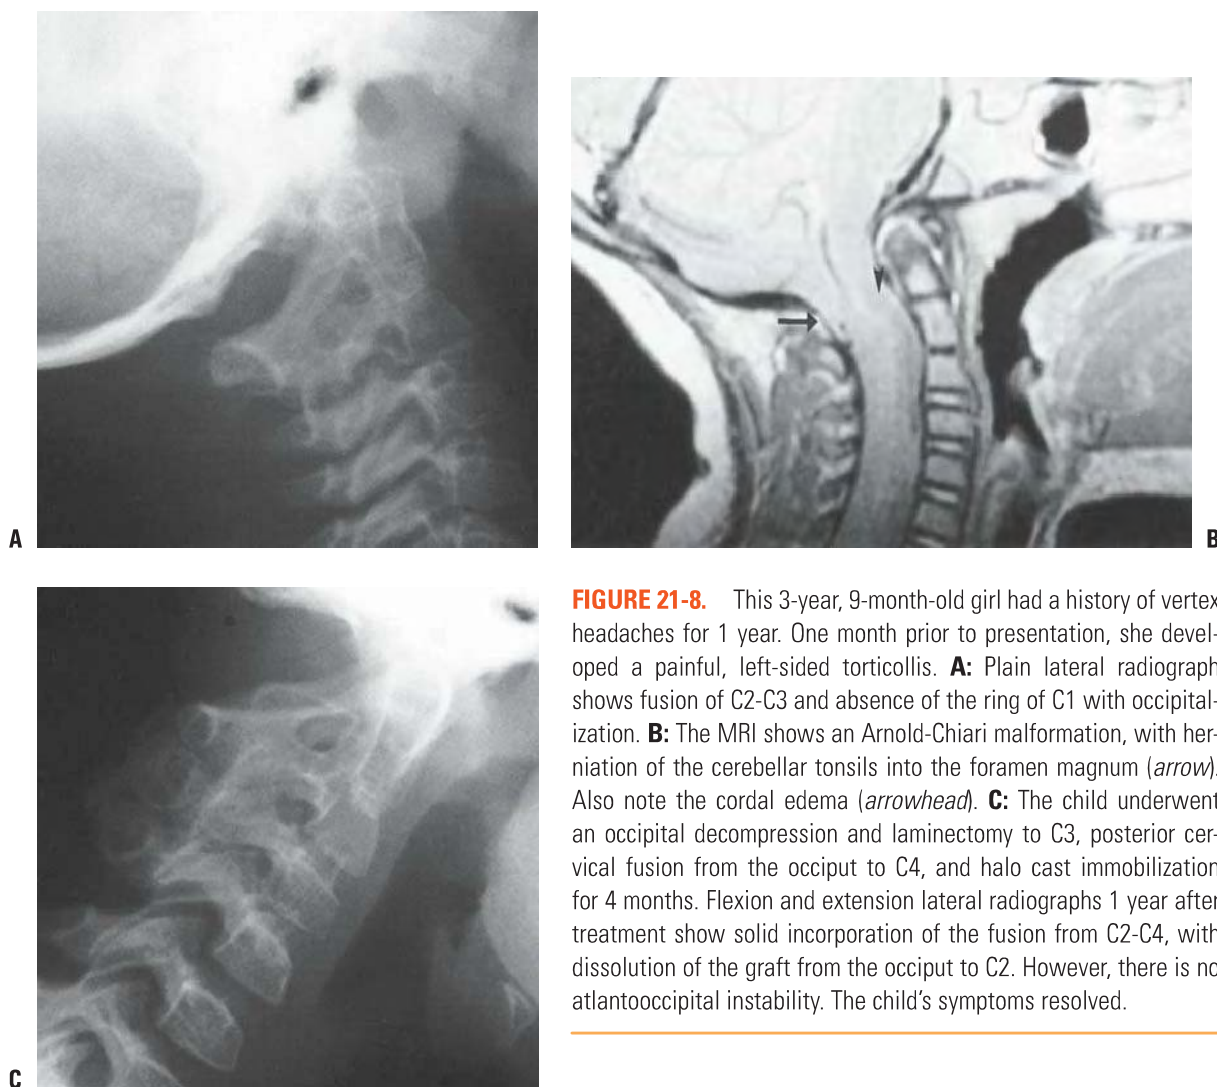 A
B
C
FIGURE 21-8. This 3-year, 9-month-old girl had a history of vertex
headaches for 1 year. One month prior to presentation, she devel-
oped a painful, left-sided torticollis. A: Plain lateral radiograph
shows fusion of C2-C3 and absence of the ring of C1 with occipital-
ization. B: The MRI shows an Arnold-Chiari malformation, with her-
niation of the cerebellar tonsils into the foramen magnum (arrow).
Also note the cordal edema (arrowhead). C: The child underwent
an occipital decompression and laminectomy to C3, posterior cer-
vical fusion from the occiput to C4, and halo cast immobilization
for 4 months. Flexion and extension lateral radiographs 1 year after
treatment show solid incorporation of the fusion from C2-C4, with
dissolution of the graft from the occiput to C2. However, there is no
atlantooccipital instability. The child's symptoms resolved.